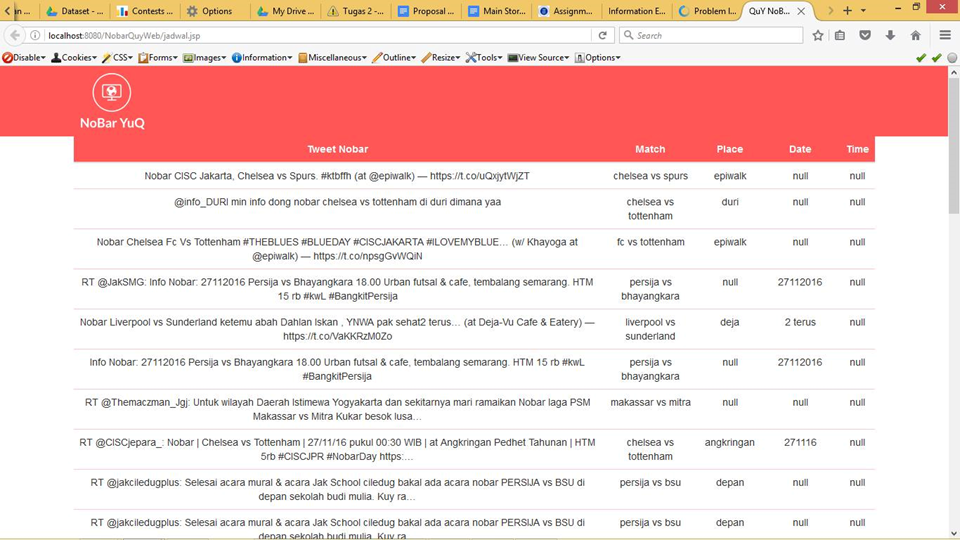 an ...
Dataset - ...
Contests ...
Options
My Drive ...
Tugas 2 - ...
Proposal ...
Main Stor...
Assignm...
Information E...
Problem I...
QuY NoB...
localhost:8080/NobarQuyWeb/jadwal.jsp
Search
Disable
Cookies
CSS
Forms
Images
Information
Miscellaneous
Outline
Resize
Tools
View Source
Options
NoBar YuQ
Tweet Nobar Match Place Date Time
Nobar CISC Jakarta, Chelsea vs Spurs. #ktbffh (at @epiwalk) — https://t.co/uQxjytWjZT chelsea vs spurs epiwalk null null
@info_DURI min info dong nobar chelsea vs tottenham di duri dimana yaa chelsea vs duri null null
tottenham
Nobar Chelsea Fc Vs Tottenham #THEBLUES #BLUEDAY #CISCJAKARTA #ILOVEMYBLUE… (w/ Khayoga at fc vs tottenham epiwalk null null
@epiwalk) — https://t.co/npsgGvWQiN
RT @JakSMG: Info Nobar: 27112016 Persija vs Bhayangkara 18.00 Urban futsal & cafe, tembalang semarang. HTM persija vs null 27112016 null
15 rb #kwL #BangkitPersija bhayangkara
Nobar Liverpool vs Sunderland ketemu abah Dahlan Iskan , YNWA pak sehat2 terus… (at Deja-Vu Cafe & Eatery) — liverpool vs deja 2 terus null
https://t.co/VaKKRzM0Zo sunderland
Info Nobar: 27112016 Persija vs Bhayangkara 18.00 Urban futsal & cafe, tembalang semarang. HTM 15 rb #kwL persija vs null 27112016 null
#BangkitPersija bhayangkara
RT @Themaczman_Jgj: Untuk wilayah Daerah Istimewa Yogyakarta dan sekitarnya mari ramaikan Nobar laga PSM makassar vs mitra null null null
Makassar vs Mitra Kukar besok lusa…
RT @CISCjepara_: Nobar | Chelsea vs Tottenham | 27/11/16 pukul 00:30 WIB | at Angkringan Pedhet Tahunan | HTM chelsea vs angkringan 271116 null
5rb #CISCJPR #NobarDay https:… tottenham
RT @jakciledugplus: Selesai acara mural & acara Jak School ciledug bakal ada acara nobar PERSIJA vs BSU di persija vs bsu depan null null
depan sekolah budi mulia. Kuy ra…
RT @jakciledugplus: Selesai acara mural & acara Jak School ciledug bakal ada acara nobar PERSIJA vs BSU di persija vs bsu depan null null
depan sekolah budi mulia. Kuy ra…